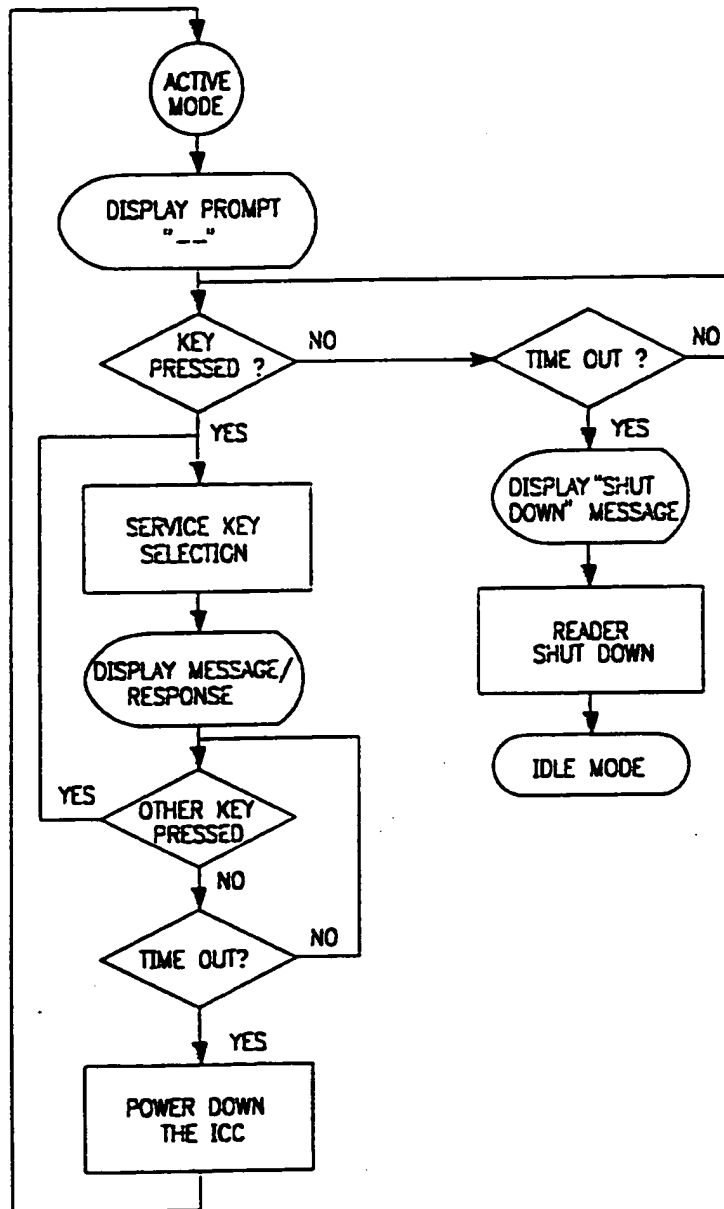 ACTIVE
MODE
DISPLAY PROMPT
"__"
KEY
PRESSED ?
NO
TIME OUT ?
NO
YES
YES
DISPLAY "SHUT
DOWN" MESSAGE
SERVICE KEY
SELECTION
READER
SHUT DOWN
DISPLAY MESSAGE/
RESPONSE
IDLE MODE
YES
OTHER KEY
PRESSED
NO
TIME OUT?
NO
YES
POWER DOWN
THE ICC